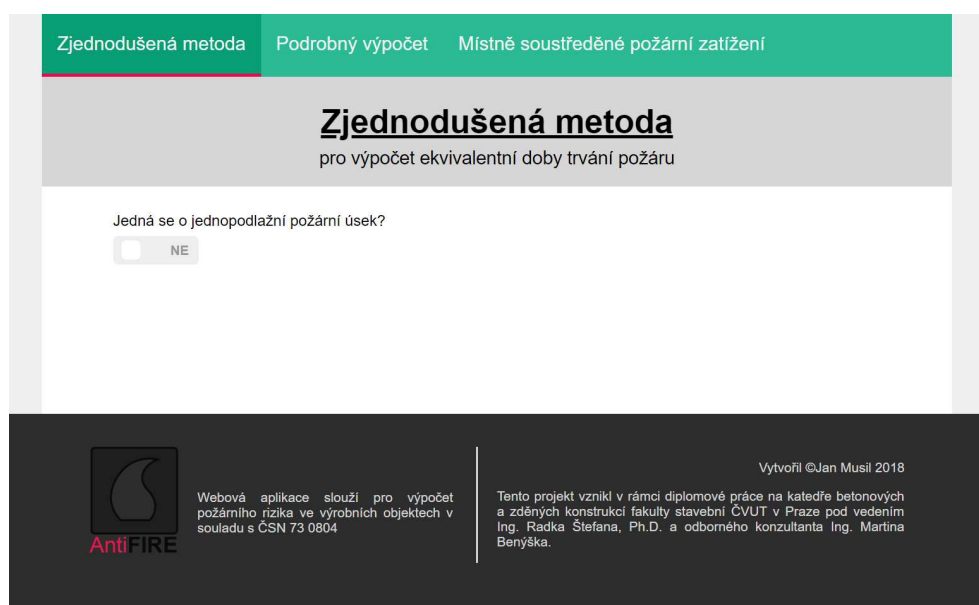 Zjednodušená metoda Podrobný výpočet Místně soustředěné požární zatížení
Zjednodušená metoda
pro výpočet ekvivalentní doby trvání požáru
Jedná se o jednopodlažní požární úsek?
NE
AntiFIRE
Webová aplikace slouží pro výpočet
požárního rizika ve výrobních objektech v
souladu s ČSN 73 0804
Vytvořil ©Jan Musil 2018
Tento projekt vznikl v rámci diplomové práce na katedře betonových
a zděných konstrukcí fakulty stavební ČVUT v Praze pod vedením
Ing. Radka Štefana, Ph.D. a odborného konzultanta Ing. Martina
Benýška.